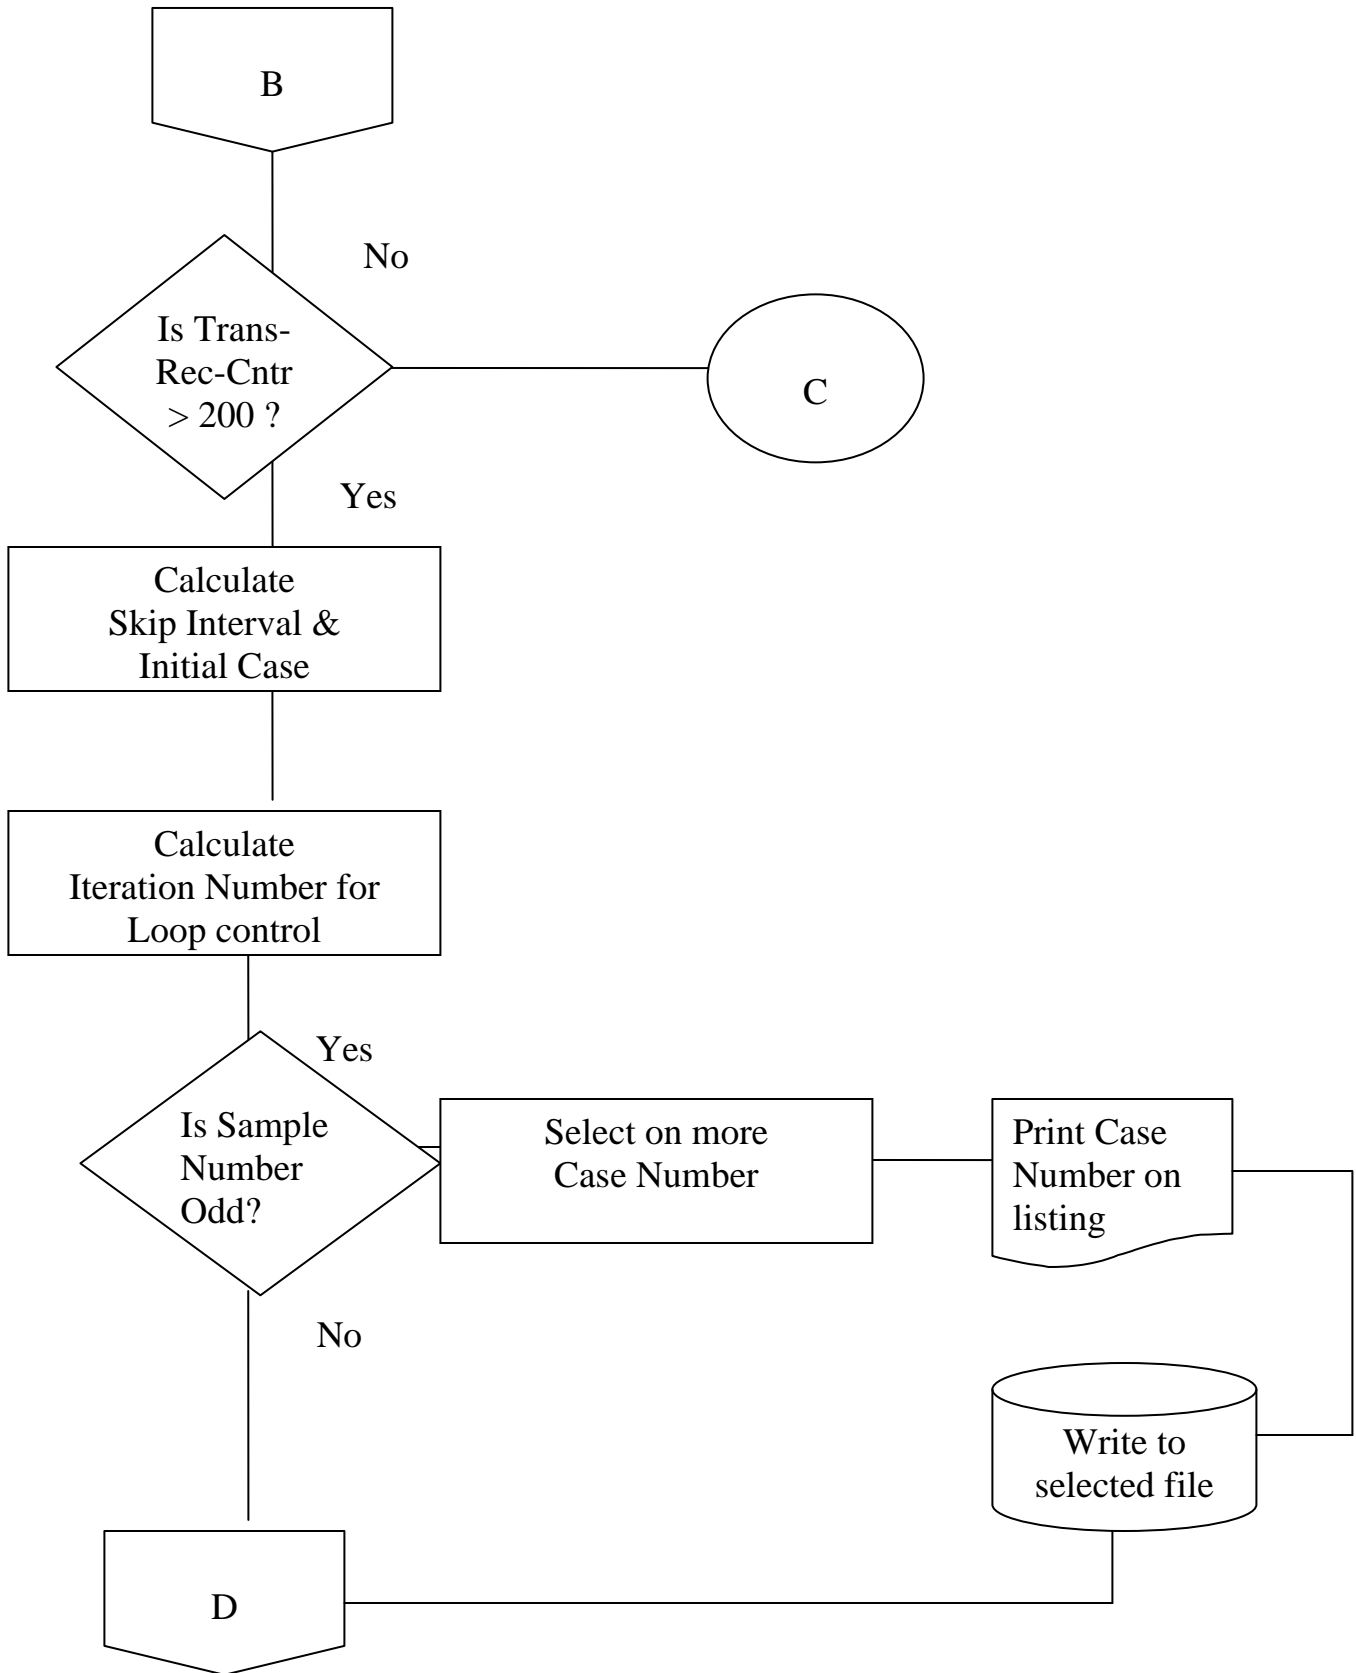 B
No
Is Trans-
Rec-Cntr
> 200 ?
C
Yes
Calculate
Skip Interval &
Initial Case
Calculate
Iteration Number for
Loop control
Yes
Is Sample
Number
Odd?
Select on more
Case Number
Print Case
Number on
listing
No
Write to
selected file
D